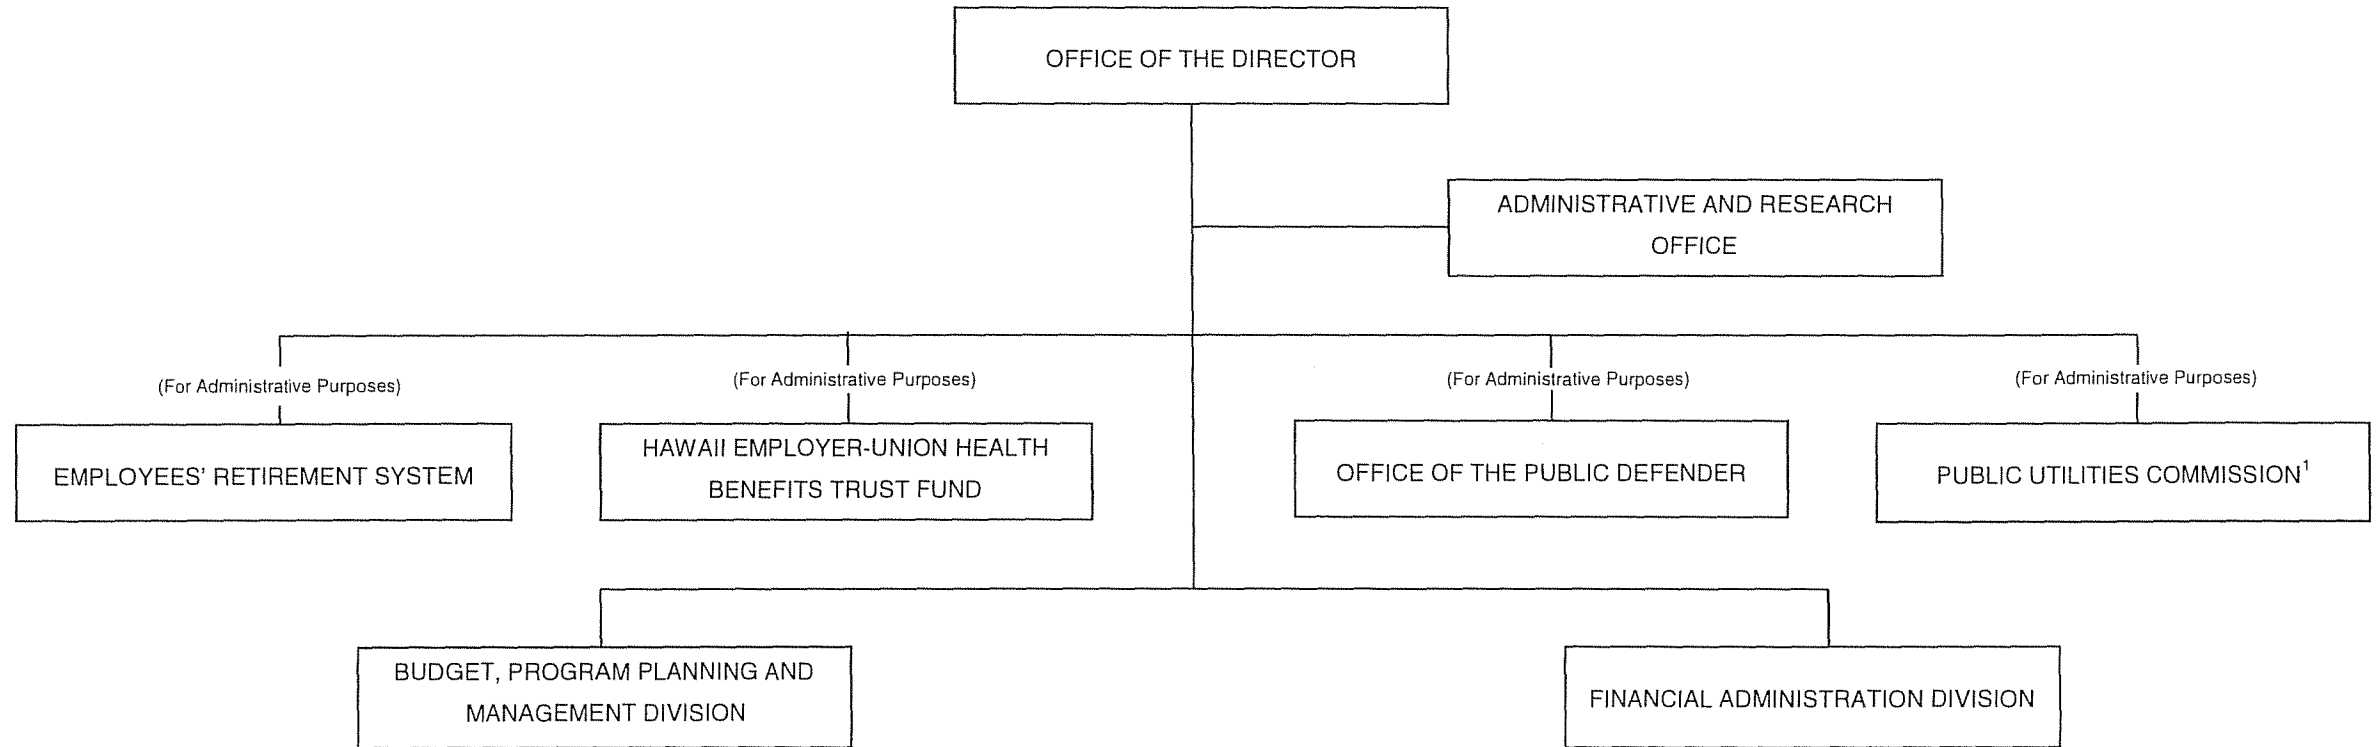 OFFICE OF THE DIRECTOR
ADMINISTRATIVE AND RESEARCH
OFFICE
(For Administrative Purposes)
(For Administrative Purposes)
(For Administrative Purposes)
(For Administrative Purposes)
EMPLOYEES' RETIREMENT SYSTEM
HAWAII EMPLOYER-UNION HEALTH
BENEFITS TRUST FUND
OFFICE OF THE PUBLIC DEFENDER
PUBLIC UTILITIES COMMISSION¹
BUDGET, PROGRAM PLANNING AND
MANAGEMENT DIVISION
FINANCIAL ADMINISTRATION DIVISION